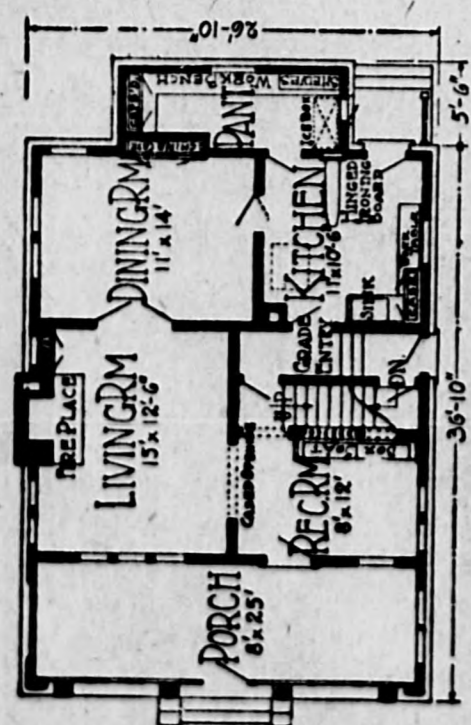 26'-10"
5'-6"
36'-10"
SHELVES WORK BENCH
PANT
ICE BOX
DINING RM
11' x 14'
KITCHEN
11' x 10'-6"
HINGED
IRONING
BOARD
SINK
GRADE
ENTRY
UP
DN.
FIRE PLACE
LIVING RM
15' x 12'-6"
CASED OPENING
REC. RM
8' x 12'
PORCH
8' x 25'